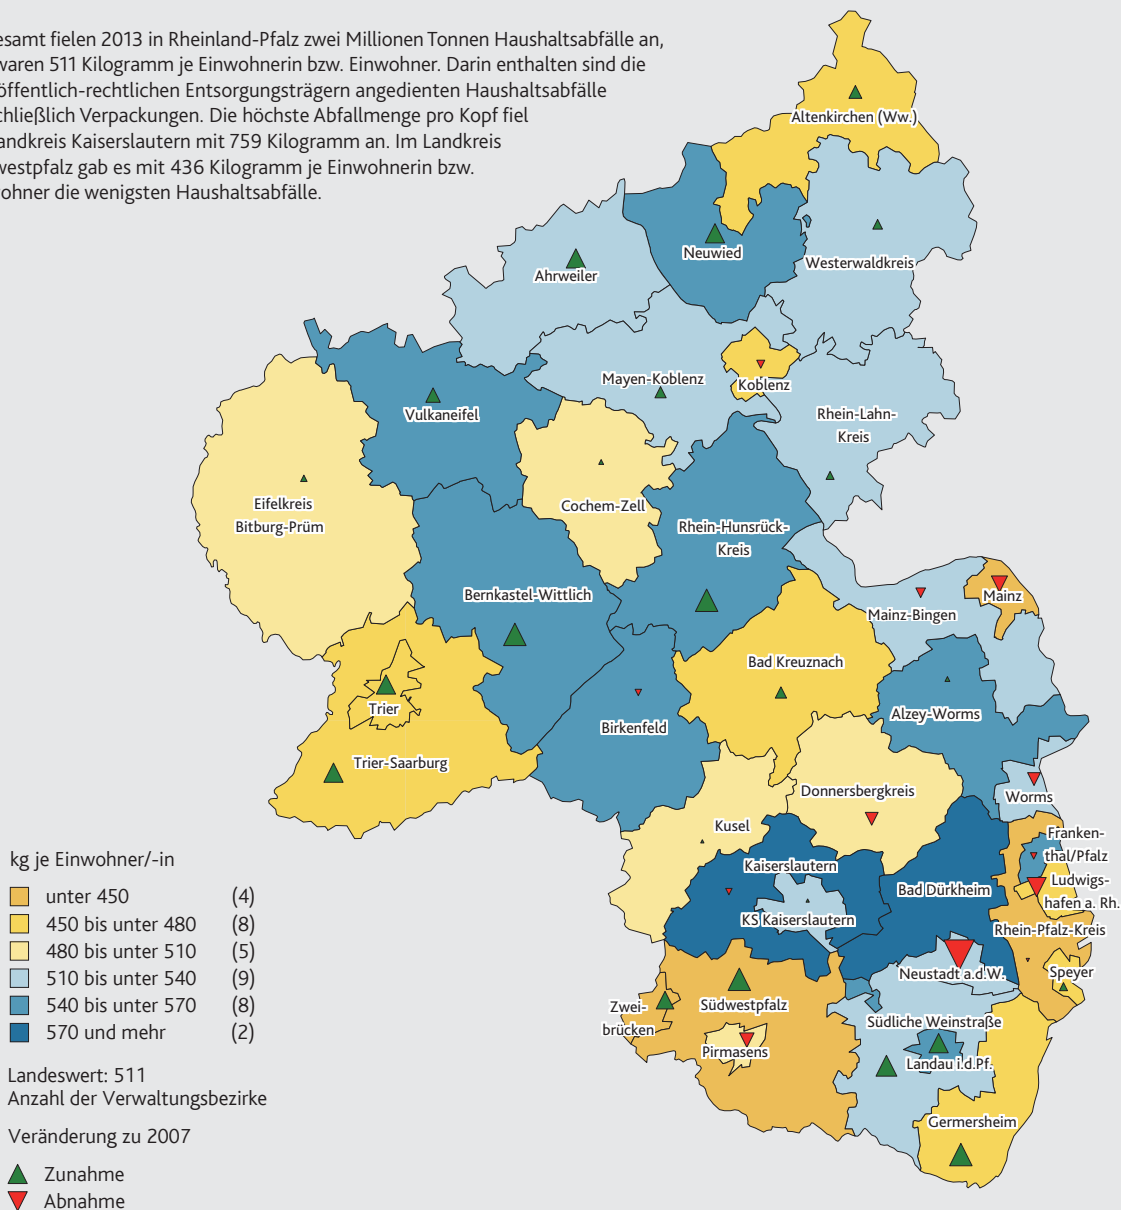 esamt fielen 2013 in Rheinland-Pfalz zwei Millionen Tonnen Haushaltsabfälle an,
waren 511 Kilogramm je Einwohnerin bzw. Einwohner. Darin enthalten sind die
öffentlich-rechtlichen Entsorgungsträgern angedienten Haushaltsabfälle
chließlich Verpackungen. Die höchste Abfallmenge pro Kopf fiel
andkreis Kaiserslautern mit 759 Kilogramm an. Im Landkreis
westpfalz gab es mit 436 Kilogramm je Einwohnerin bzw.
ohner die wenigsten Haushaltsabfälle.
Altenkirchen (Ww.)
Neuwied
Westerwaldkreis
Ahrweiler
Mayen-Koblenz
Koblenz
Vulkaneifel
Rhein-Lahn-
Kreis
Eifelkreis
Bitburg-Prüm
Cochem-Zell
Rhein-Hunsrück-
Kreis
Bernkastel-Wittlich
Mainz
Mainz-Bingen
Bad Kreuznach
Trier
Birkenfeld
Alzey-Worms
Trier-Saarburg
Donnersbergkreis
Worms
Kusel
Franken-
thal/Pfalz
Kaiserslautern
Bad Dürkheim
Ludwigs-
hafen a. Rh.
KS Kaiserslautern
Rhein-Pfalz-Kreis
Neustadt a.d.W.
Speyer
Zwei-
brücken
Südwestpfalz
Südliche Weinstraße
Pirmasens
Landau i.d.Pf.
Germersheim
kg je Einwohner/-in
unter 450 (4)
450 bis unter 480 (8)
480 bis unter 510 (5)
510 bis unter 540 (9)
540 bis unter 570 (8)
570 und mehr (2)
Landeswert: 511
Anzahl der Verwaltungsbezirke
Veränderung zu 2007
Zunahme
Abnahme